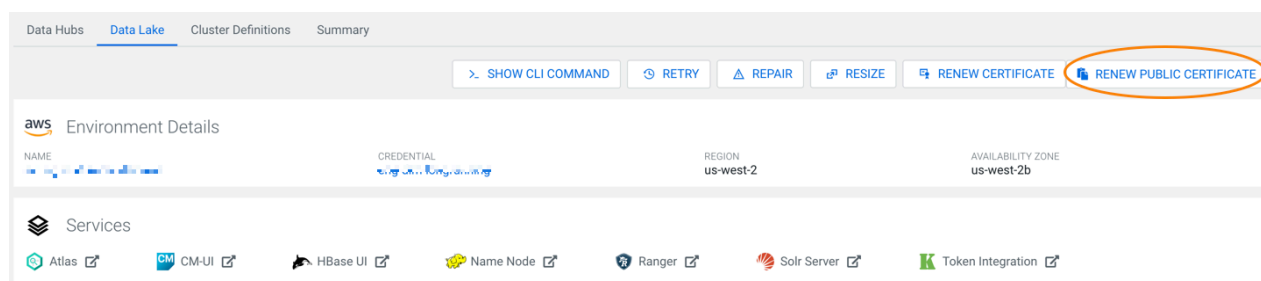 Data Hubs Data Lake Cluster Definitions Summary
>_ SHOW CLI COMMAND RETRY REPAIR RESIZE RENEW CERTIFICATE RENEW PUBLIC CERTIFICATE
aws Environment Details
NAME CREDENTIAL REGION AVAILABILITY ZONE
us-west-2 us-west-2b
Services
Atlas CM CM-UI HBase UI Name Node Ranger Solr Server Token Integration